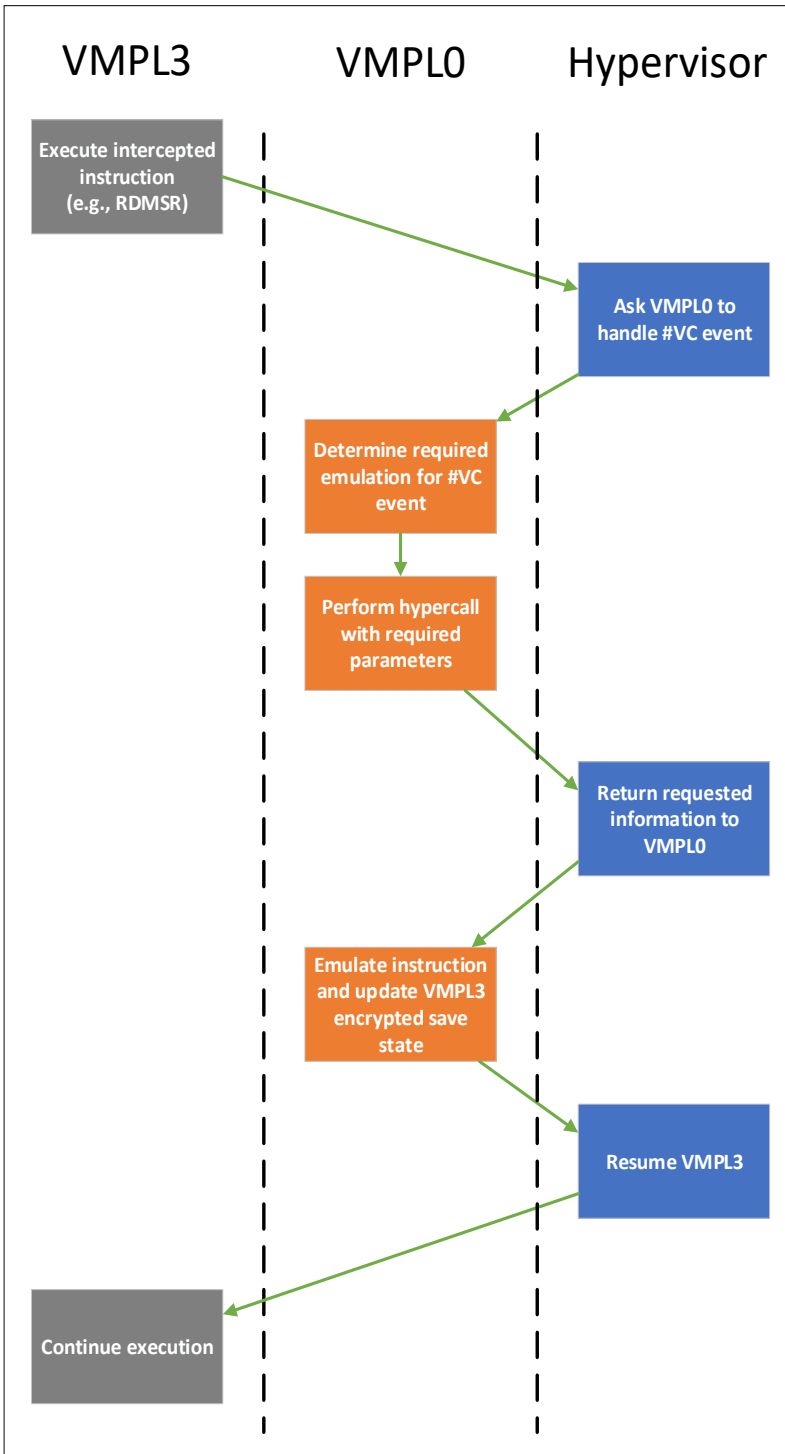 VMPL3
VMPL0
Hypervisor
Execute intercepted
instruction
(e.g., RDMSR)
Ask VMPL0 to
handle #VC event
Determine required
emulation for #VC
event
Perform hypercall
with required
parameters
Return requested
information to
VMPL0
Emulate instruction
and update VMPL3
encrypted save
state
Resume VMPL3
Continue execution